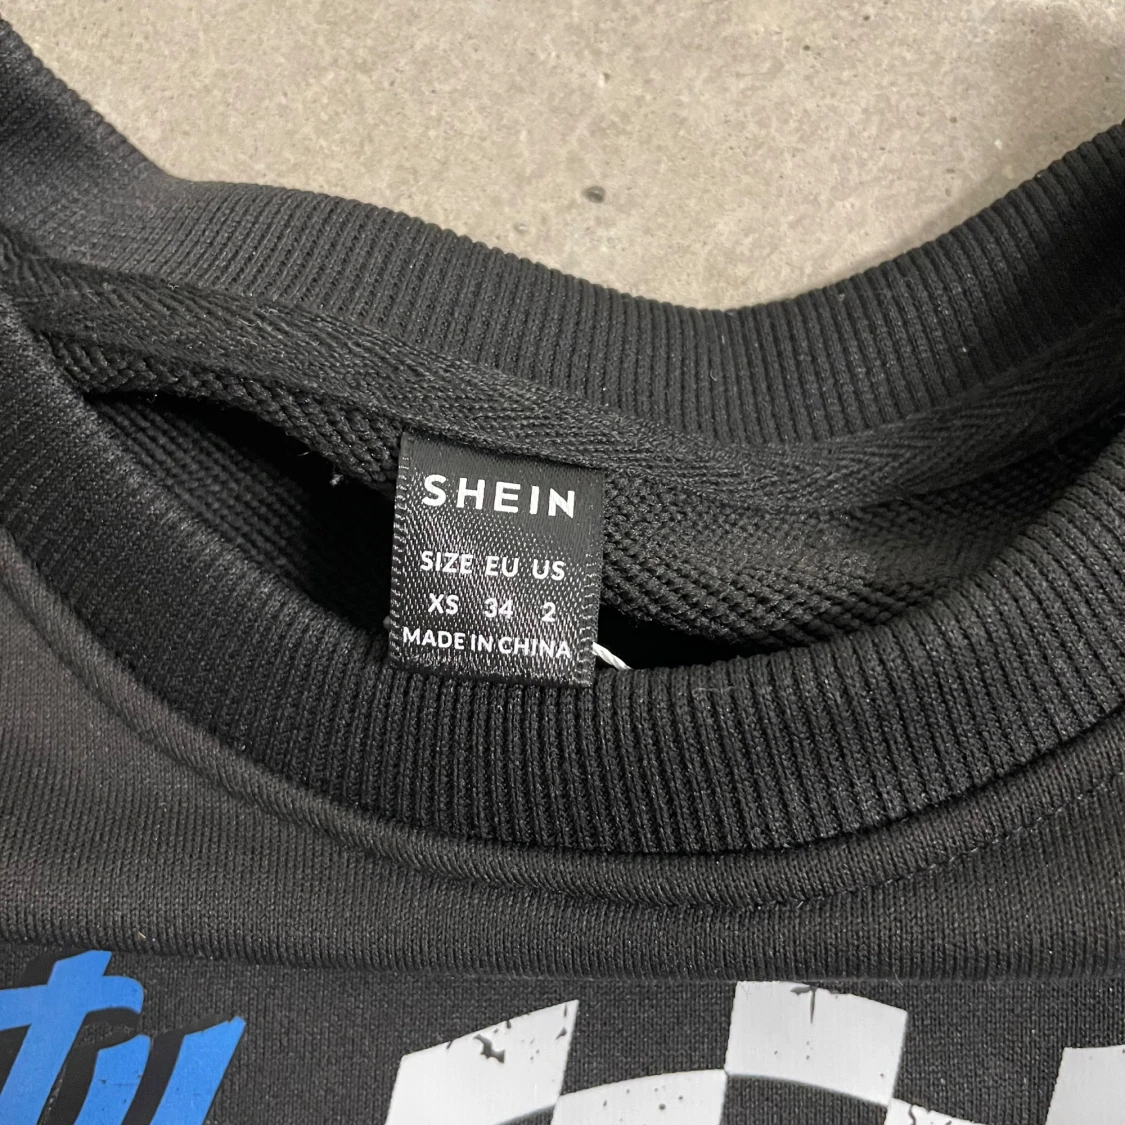 SHEIN
SIZE EU US
XS 34 2
MADE IN CHINA